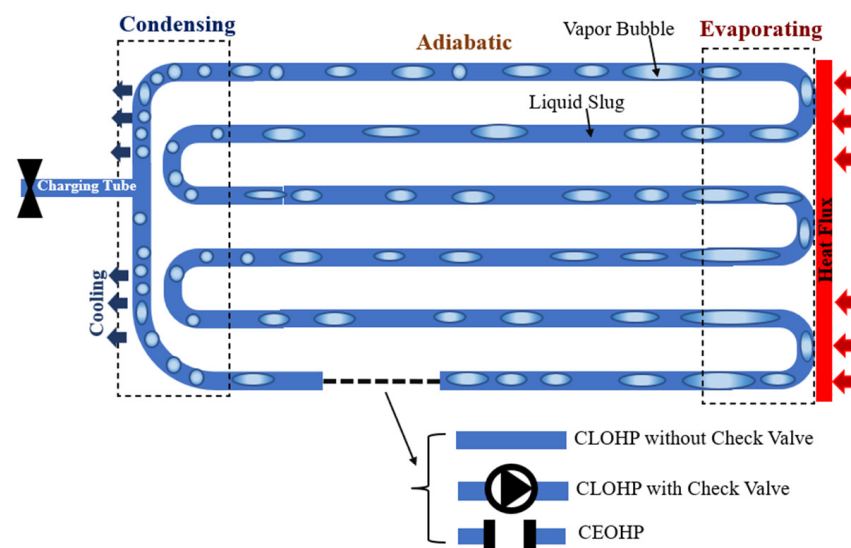 Condensing
Evaporating
Adiabatic
Vapor Bubble
Liquid Slug
Charging Tube
Heat Flux
Cooling
CLOHP without Check Valve
CLOHP with Check Valve
CEOHP